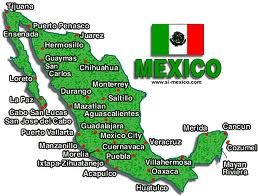 Tijuana
Ensenada
Puerto Penasco
Juarez
Hermosillo
Guaymas
San
Carlos
Chihuahua
MEXICO
www.si-mexico.com
Loreto
Monterrey
Durango
Saltillo
La Paz
Mazatlan
Cabo San Lucas
Aguascalientes
San Jose del Cabo
Guadalajara
Merida
Cancun
Puerto Vallarta
Mexico City
Veracruz
Cozumel
Manzanillo
Cuernavaca
Morelia
Puebla
Villahermosa
Mayan
Riviera
Ixtapa-Zihuatanejo
Oaxaca
Acapulco
Huatulco